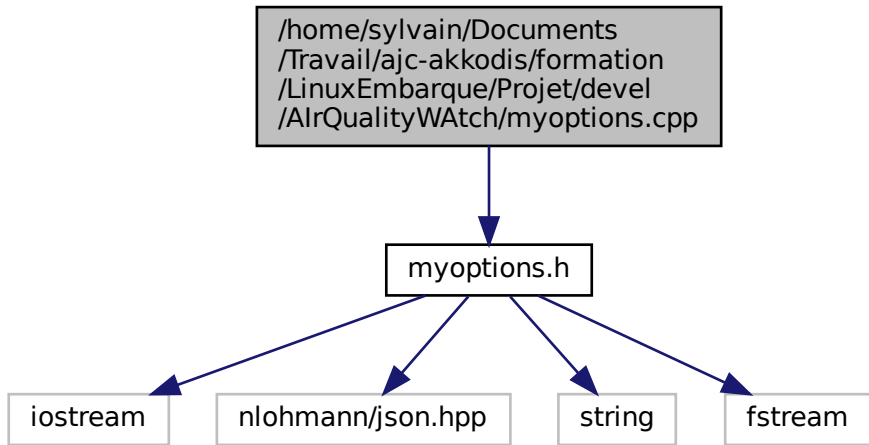 /home/sylvain/Documents
/Travail/ajc-akkodis/formation
/LinuxEmbarque/Projet/devel
/AIrQualityWAtch/myoptions.cpp
myoptions.h
iostream
nlohmann/json.hpp
string
fstream